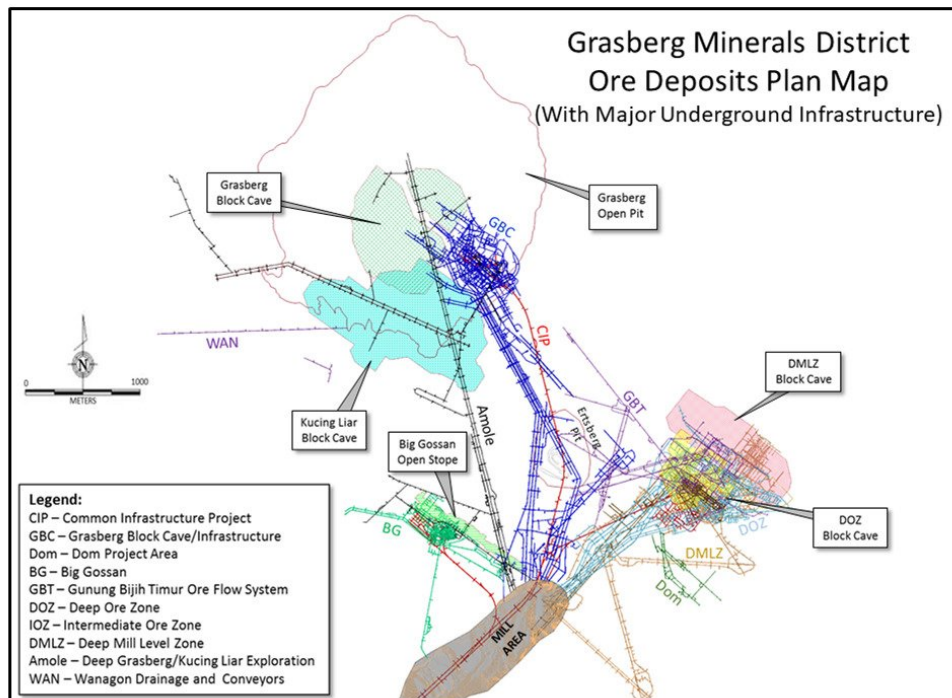 Grasberg Minerals District
Ore Deposits Plan Map
(With Major Underground Infrastructure)
Grasberg
Block Cave
Grasberg
Open Pit
GBC
WAN
CIP
N
0 1000
METERS
Kucing Liar
Block Cave
Amole
Ertsberg
Pit
GBT
DMLZ
Block Cave
Big Gossan
Open Stope
BG
DOZ
DOZ
Block Cave
DMLZ
Dom
MILL
AREA
Legend:
CIP – Common Infrastructure Project
GBC – Grasberg Block Cave/Infrastructure
Dom – Dom Project Area
BG – Big Gossan
GBT – Gunung Bijih Timur Ore Flow System
DOZ – Deep Ore Zone
IOZ – Intermediate Ore Zone
DMLZ – Deep Mill Level Zone
Amole – Deep Grasberg/Kucing Liar Exploration
WAN – Wanagon Drainage and Conveyors